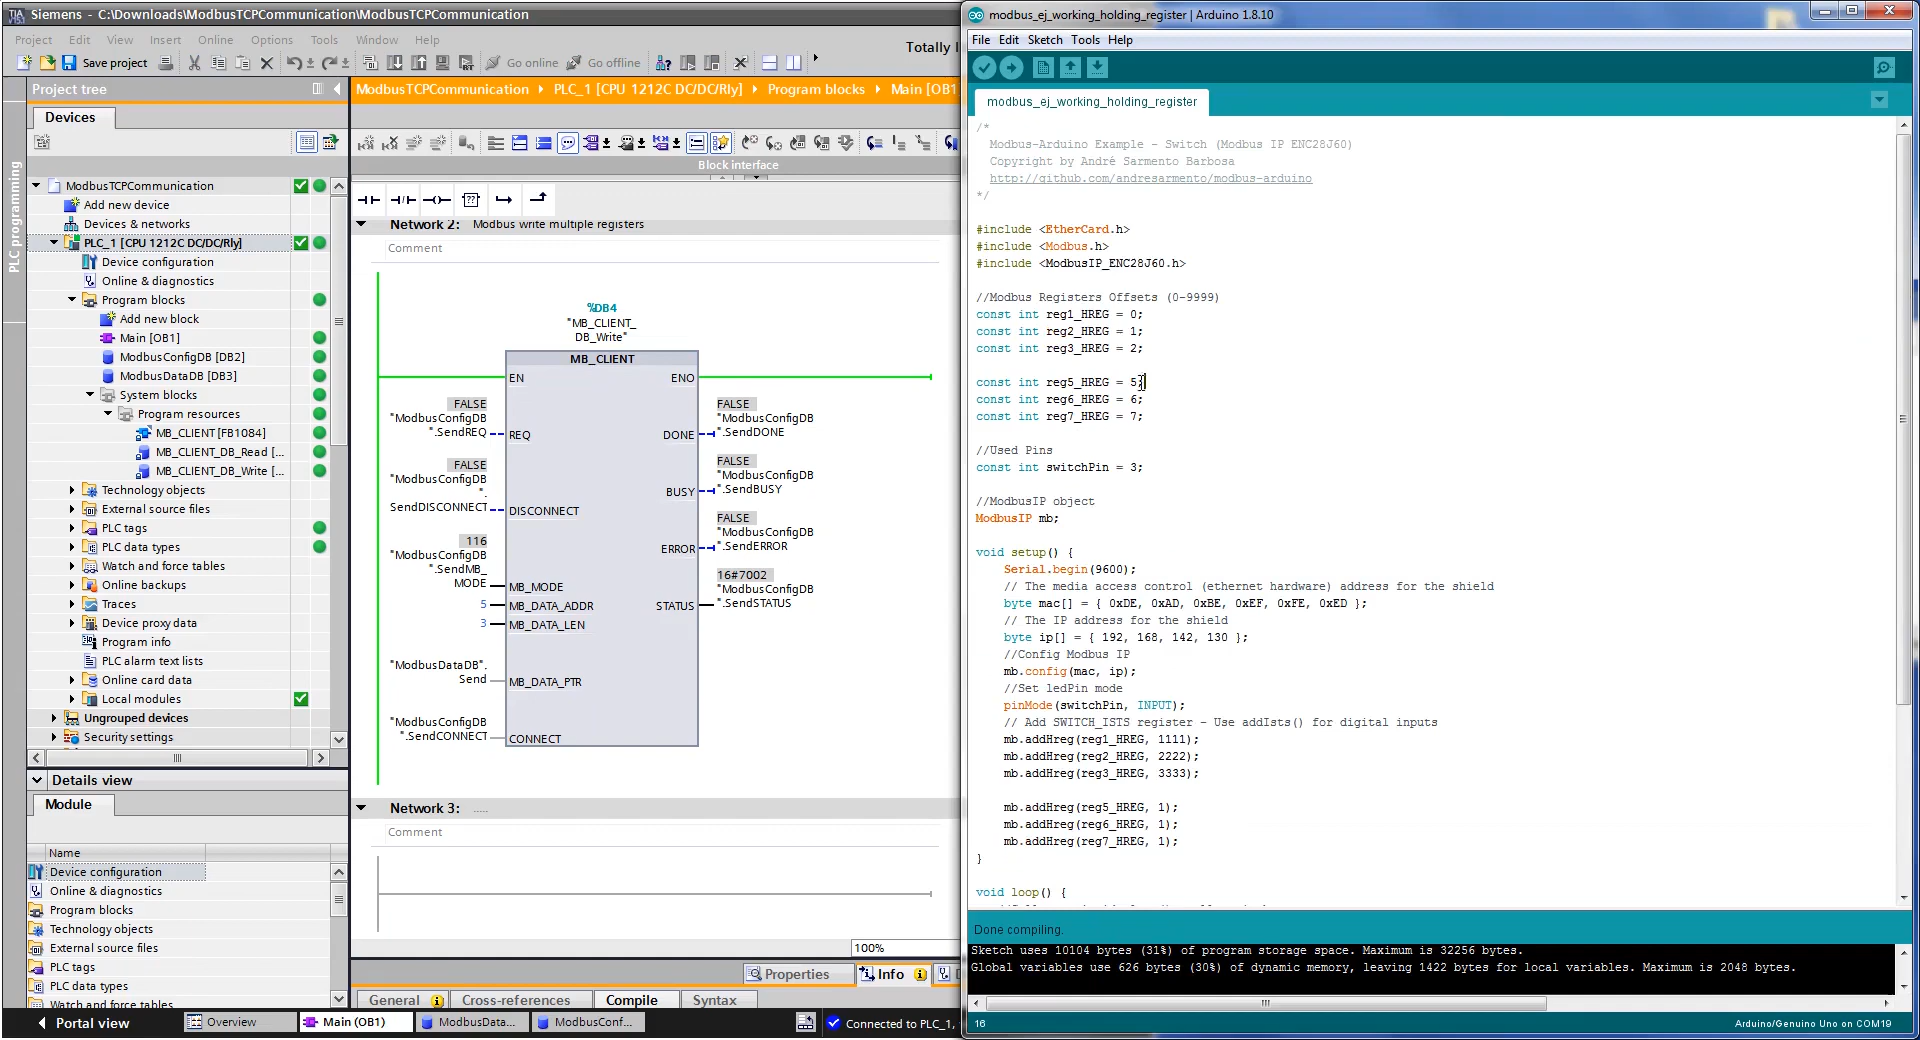 Siemens - C:\Downloads\ModbusTCPCommunication\ModbusTCPCommunication
Project Edit View Insert Online Options Tools Window Help
Save project
Go online
Go offline
Project tree
Devices
PLC programming
ModbusTCPCommunication
Add new device
Devices & networks
PLC_1 [CPU 1212C DC/DC/Rly]
Device configuration
Online & diagnostics
Program blocks
Add new block
Main [OB1]
ModbusConfigDB [DB2]
ModbusDataDB [DB3]
System blocks
Program resources
MB_CLIENT [FB1084]
MB_CLIENT_DB_Read [...
MB_CLIENT_DB_Write [...
Technology objects
External source files
PLC tags
PLC data types
Watch and force tables
Online backups
Traces
Device proxy data
Program info
PLC alarm text lists
Online card data
Local modules
Ungrouped devices
Security settings
Details view
Module
Name
Device configuration
Online & diagnostics
Program blocks
Technology objects
External source files
PLC tags
PLC data types
Watch and force tables
Portal view
Overview
Main (OB1)
ModbusData...
ModbusConf...
Connected to PLC_1,
Totally
ModbusTCPCommunication
PLC_1 [CPU 1212C DC/DC/Rly]
Program blocks
Main [OB1
Block interface
??
Network 2: Modbus write multiple registers
Comment
%DB4
"MB_CLIENT_
DB_Write"
MB_CLIENT
EN
ENO
FALSE
"ModbusConfigDB
".SendREQ
REQ
FALSE
"ModbusConfigDB
".
SendDISCONNECT
DISCONNECT
116
"ModbusConfigDB
".SendMB_
MODE
MB_MODE
5
MB_DATA_ADDR
3
MB_DATA_LEN
"ModbusDataDB".
Send
MB_DATA_PTR
"ModbusConfigDB
".SendCONNECT
CONNECT
FALSE
"ModbusConfigDB
DONE
".SendDONE
FALSE
"ModbusConfigDB
BUSY
".SendBUSY
FALSE
"ModbusConfigDB
ERROR
".SendERROR
16#7002
"ModbusConfigDB
STATUS
".SendSTATUS
Network 3: .....
Comment
100%
Properties
Info
General
Cross-references
Compile
Syntax
modbus_ej_working_holding_register | Arduino 1.8.10
File Edit Sketch Tools Help
modbus_ej_working_holding_register
/*
Modbus-Arduino Example - Switch (Modbus IP ENC28J60)
Copyright by André Sarmento Barbosa
http://github.com/andresarmento/modbus-arduino
*/
#include <EtherCard.h>
#include <Modbus.h>
#include <ModbusIP_ENC28J60.h>
//Modbus Registers Offsets (0-9999)
const int reg1_HREG = 0;
const int reg2_HREG = 1;
const int reg3_HREG = 2;
const int reg5_HREG = 5;
const int reg6_HREG = 6;
const int reg7_HREG = 7;
//Used Pins
const int switchPin = 3;
//ModbusIP object
ModbusIP mb;
void setup() {
Serial.begin(9600);
// The media access control (ethernet hardware) address for the shield
byte mac[] = { 0xDE, 0xAD, 0xBE, 0xEF, 0xFE, 0xED };
// The IP address for the shield
byte ip[] = { 192, 168, 142, 130 };
//Config Modbus IP
mb.config(mac, ip);
//Set ledPin mode
pinMode(switchPin, INPUT);
// Add SWITCH_ISTS register - Use addIsts() for digital inputs
mb.addHreg(reg1_HREG, 1111);
mb.addHreg(reg2_HREG, 2222);
mb.addHreg(reg3_HREG, 3333);
mb.addHreg(reg5_HREG, 1);
mb.addHreg(reg6_HREG, 1);
mb.addHreg(reg7_HREG, 1);
}
void loop() {
Done compiling.
Sketch uses 10104 bytes (31%) of program storage space. Maximum is 32256 bytes.
Global variables use 626 bytes (30%) of dynamic memory, leaving 1422 bytes for local variables. Maximum is 2048 bytes.
16
Arduino/Genuino Uno on COM19